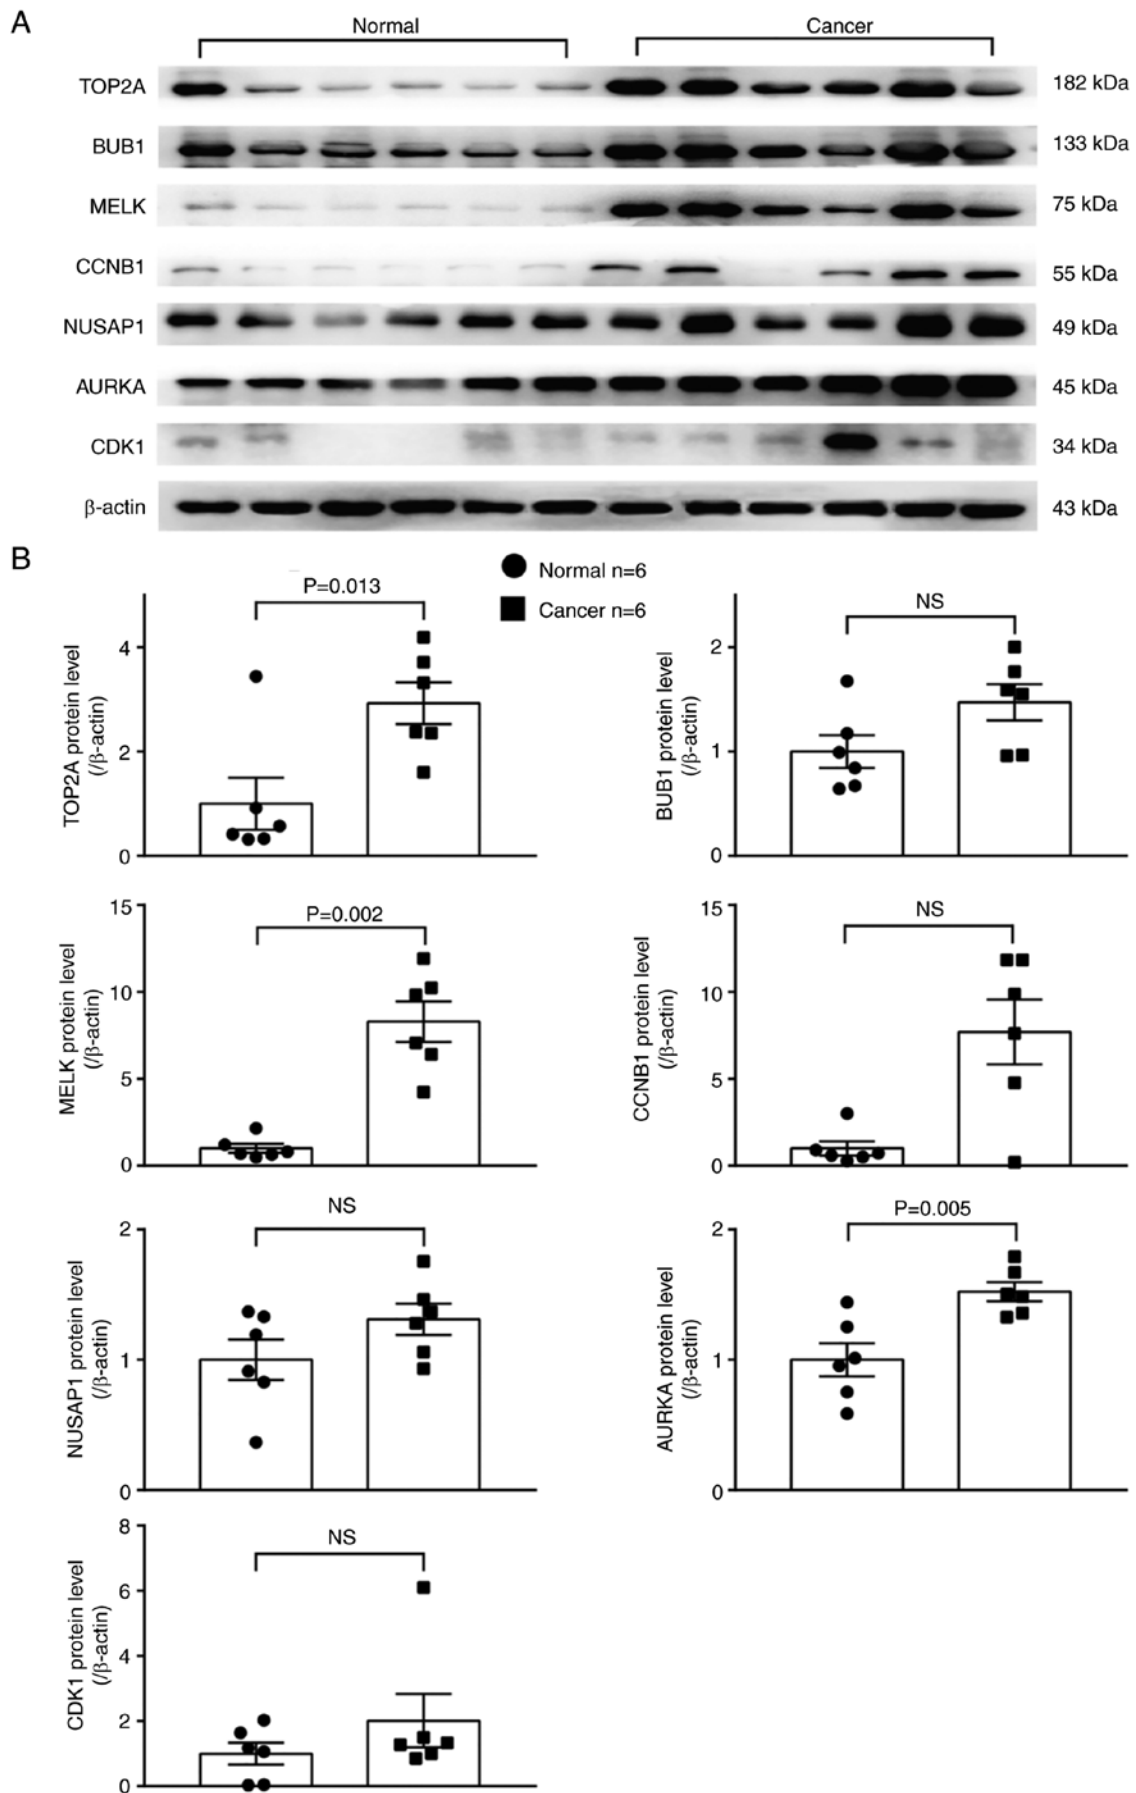 A
Normal
Cancer
TOP2A
182 kDa
BUB1
133 kDa
MELK
75 kDa
CCNB1
55 kDa
NUSAP1
49 kDa
AURKA
45 kDa
CDK1
34 kDa
β-actin
43 kDa
B
Normal n=6
Cancer n=6
P=0.013
TOP2A protein level
(/β-actin)
4
2
0
NS
BUB1 protein level
(/β-actin)
2
1
0
P=0.002
MELK protein level
(/β-actin)
15
10
5
0
NS
CCNB1 protein level
(/β-actin)
15
10
5
0
NS
NUSAP1 protein level
(/β-actin)
2
1
0
P=0.005
AURKA protein level
(/β-actin)
2
1
0
NS
CDK1 protein level
(/β-actin)
8
6
4
2
0